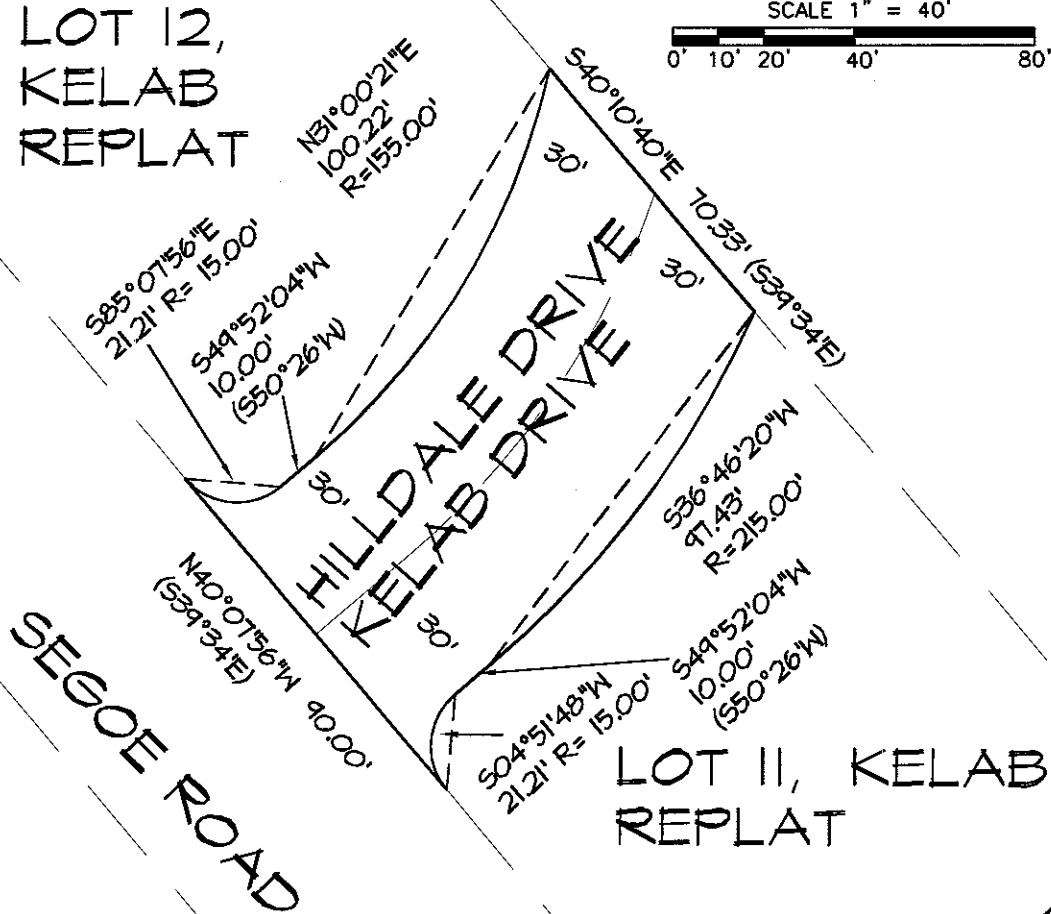 LOT 12,
KELAB
REPLAT
SCALE 1" = 40'
0' 10' 20' 40' 80'
N31°00'21"E
100.22'
R=155.00'
S40°10'40"E 70.33' (S39°34'E)
30'
30'
S85°07'56"E
21.21' R= 15.00'
S49°52'04"W
10.00'
(S50°26'W)
30'
HILLDALE DRIVE
KELAB DRIVE
30'
S36°46'20"W
97.43'
R=215.00'
N40°07'56"W 90.00'
(S39°34'E)
S49°52'04"W
10.00'
(S50°26'W)
S04°51'48"W
21.21' R= 15.00'
SEGOE ROAD
LOT 11, KELAB
REPLAT